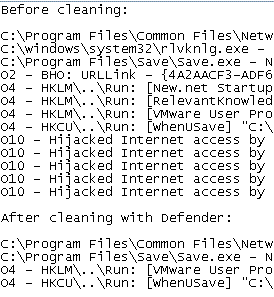 Before cleaning:
C:\Program Files\Common Files\Netw
C:\windows\system32\rlvknlg.exe -
C:\Program Files\Save\Save.exe - N
O2 - BHO: URLLink - {4A2AACF3-ADF6
O4 - HKLM\..\Run: [New.net Startup
O4 - HKLM\..\Run: [RelevantKnowled
O4 - HKLM\..\Run: [VMware User Pro
O4 - HKCU\..\Run: [WhenUSave] "C:\
O10 - Hijacked Internet access by
O10 - Hijacked Internet access by
O10 - Hijacked Internet access by
O10 - Hijacked Internet access by
O10 - Hijacked Internet access by
After cleaning with Defender:
C:\Program Files\Common Files\Netw
C:\Program Files\Save\Save.exe - N
O4 - HKLM\..\Run: [VMware User Pro
O4 - HKCU\..\Run: [WhenUSave] "C:\